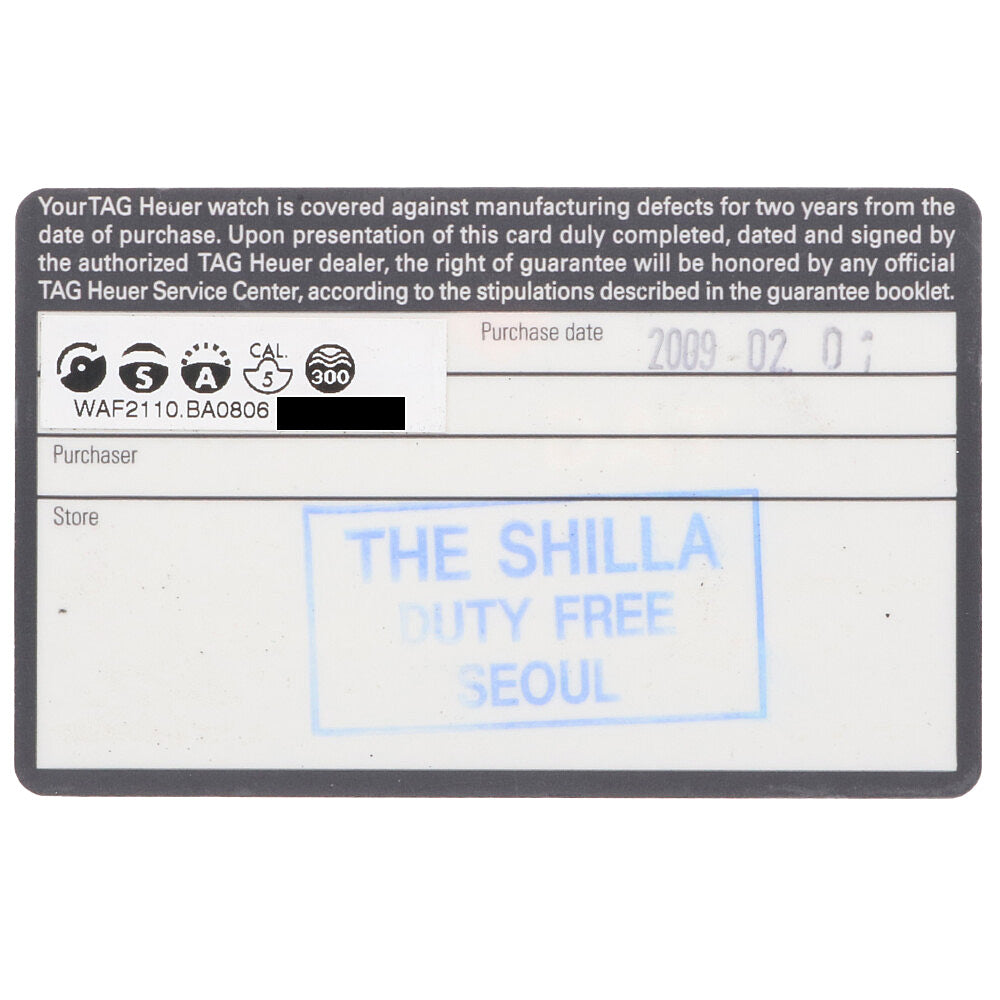 Your TAG Heuer watch is covered against manufacturing defects for two years from the
date of purchase. Upon presentation of this card duly completed, dated and signed by
the authorized TAG Heuer dealer, the right of guarantee will be honored by any official
TAG Heuer Service Center, according to the stipulations described in the guarantee booklet.
Purchase date 2009 02. 0
S A CAL. 5 300
WAF2110.BA0806
Purchaser
Store
THE SHILLA
DUTY FREE
SEOUL